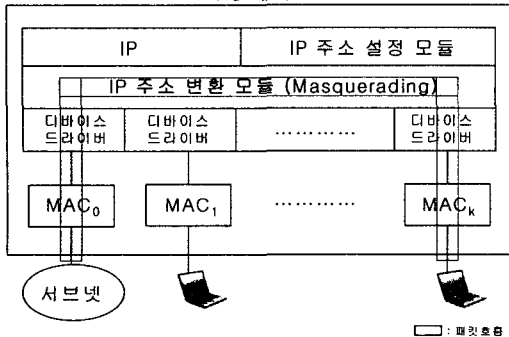 IP
IP 주소 설정 모듈
IP 주소 변환 모듈 (Masquerading)
디바이스 드라이버
디바이스 드라이버
…………
디바이스 드라이버
MAC₀
MAC₁
…………
MACₖ
서브넷
: 패킷흐름